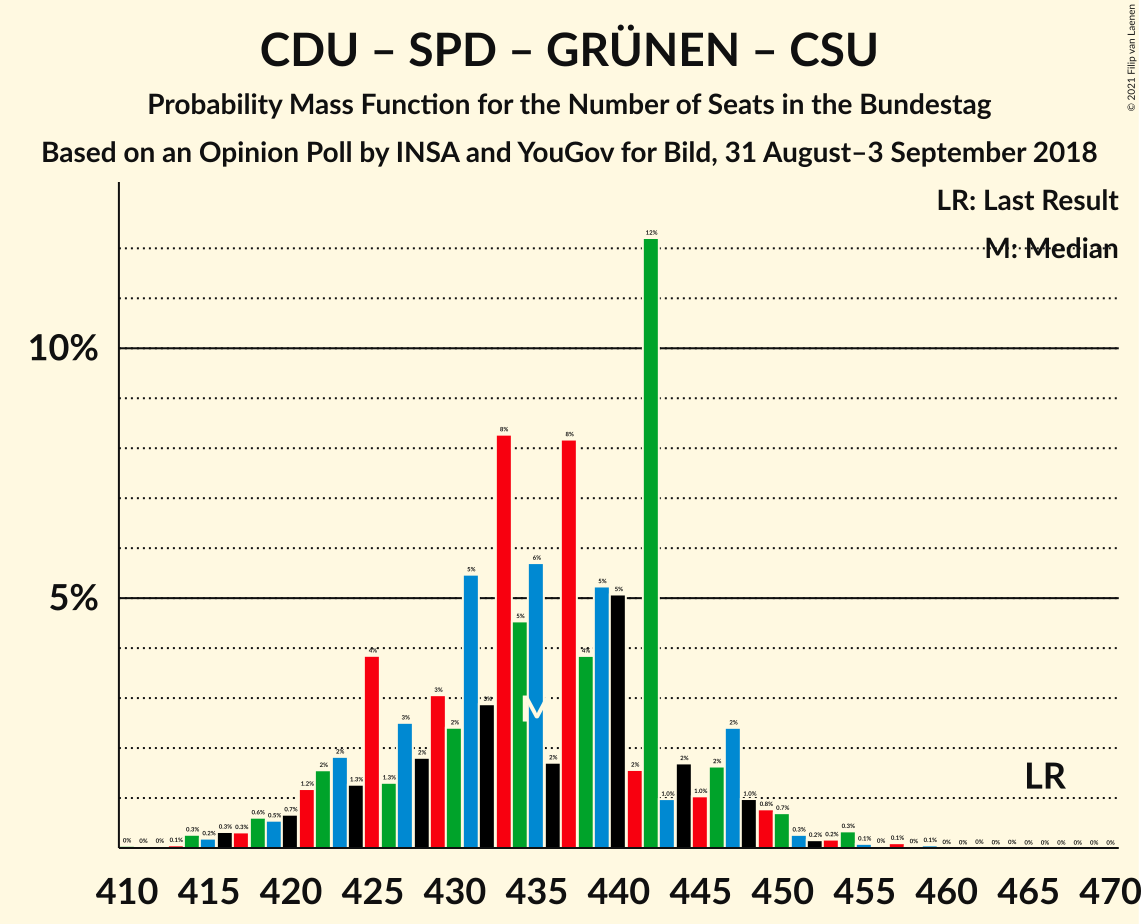 CDU – SPD – GRÜNEN – CSU
Probability Mass Function for the Number of Seats in the Bundestag
Based on an Opinion Poll by INSA and YouGov for Bild, 31 August–3 September 2018
© 2021 Filip van Laenen
LR: Last Result
M: Median
10%
5%
0% 0% 0% 0.1% 0.3% 0.2% 0.3% 0.3% 0.6% 0.5% 0.7% 1.2% 2% 2% 1.3% 4% 1.3% 3% 2% 3% 2% 5% 3% 8% 5% 6% 2% 8% 4% 5% 5% 2% 12% 1.0% 2% 1.0% 2% 2% 1.0% 0.8% 0.7% 0.3% 0.2% 0.2% 0.3% 0.1% 0% 0.1% 0% 0.1% 0% 0% 0% 0% 0% 0% 0% 0% 0% 0% 0%
M
LR
410 415 420 425 430 435 440 445 450 455 460 465 470